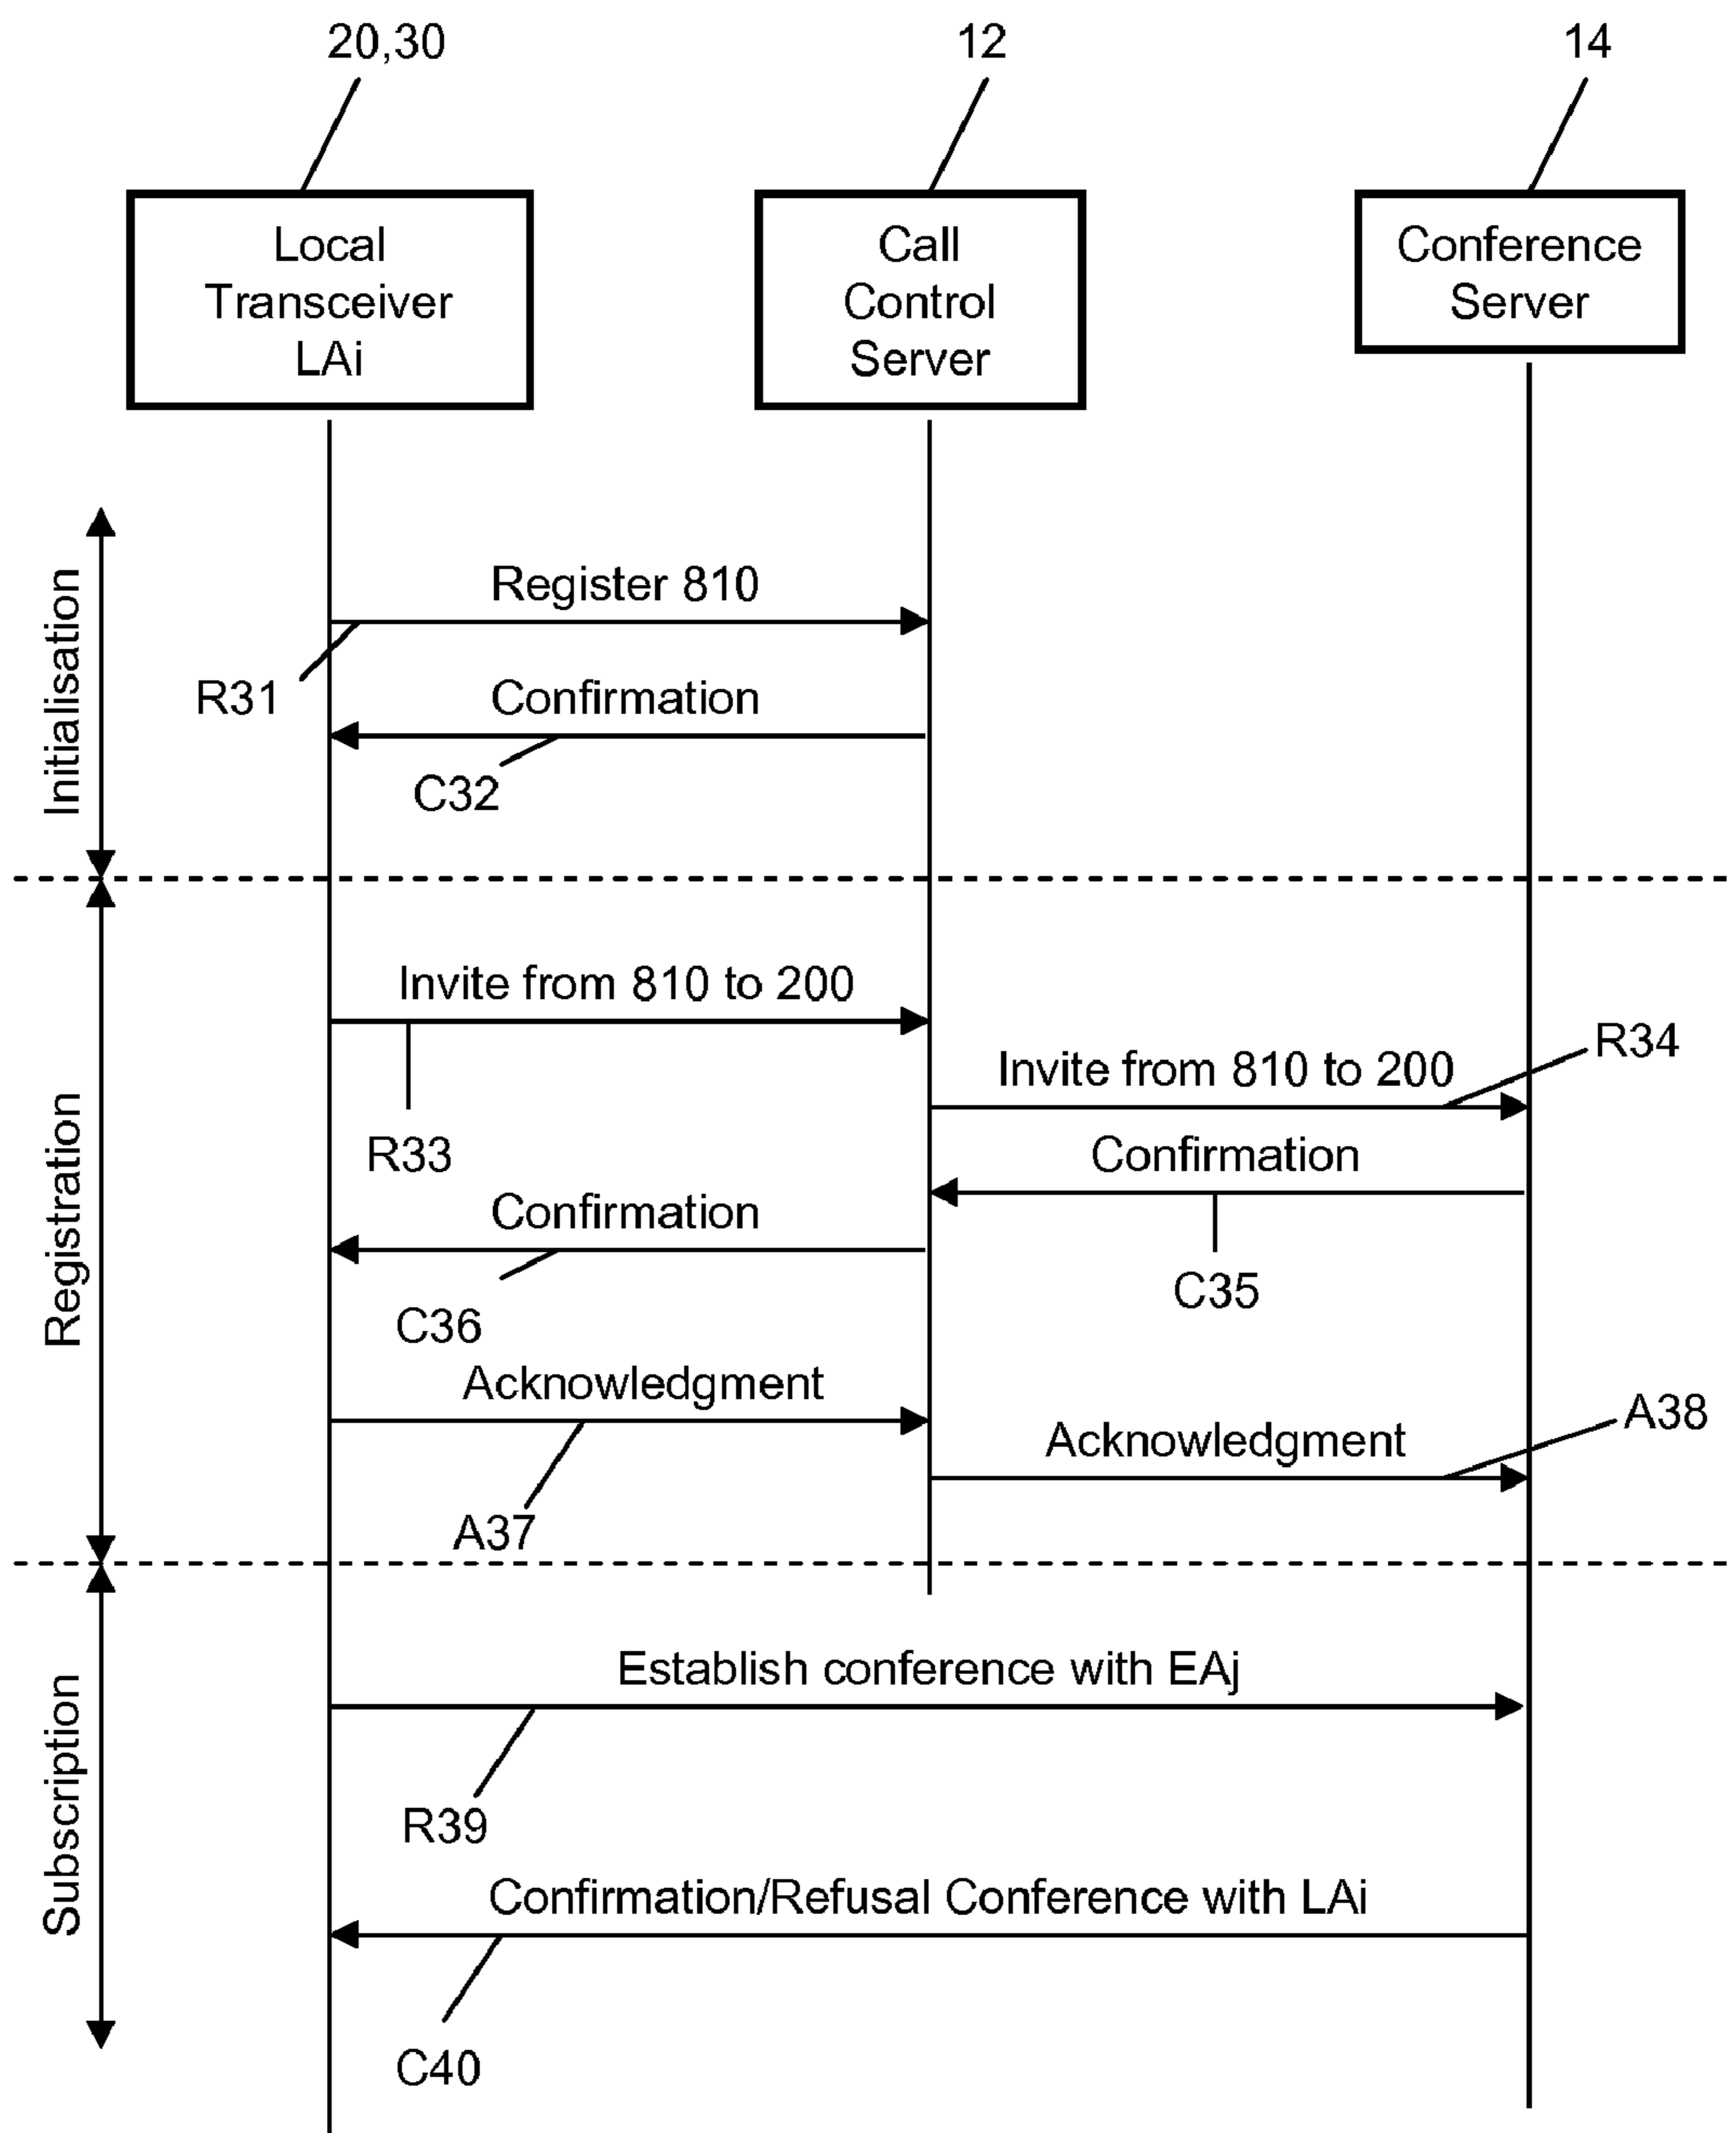 20,30
12
14
Local
Transceiver
LAi
Call
Control
Server
Conference
Server
Initialisation
Register 810
R31
Confirmation
C32
Registration
Invite from 810 to 200
R33
Invite from 810 to 200
R34
Confirmation
C35
Confirmation
C36
Acknowledgment
A37
Acknowledgment
A38
Subscription
Establish conference with EAj
R39
Confirmation/Refusal Conference with LAi
C40